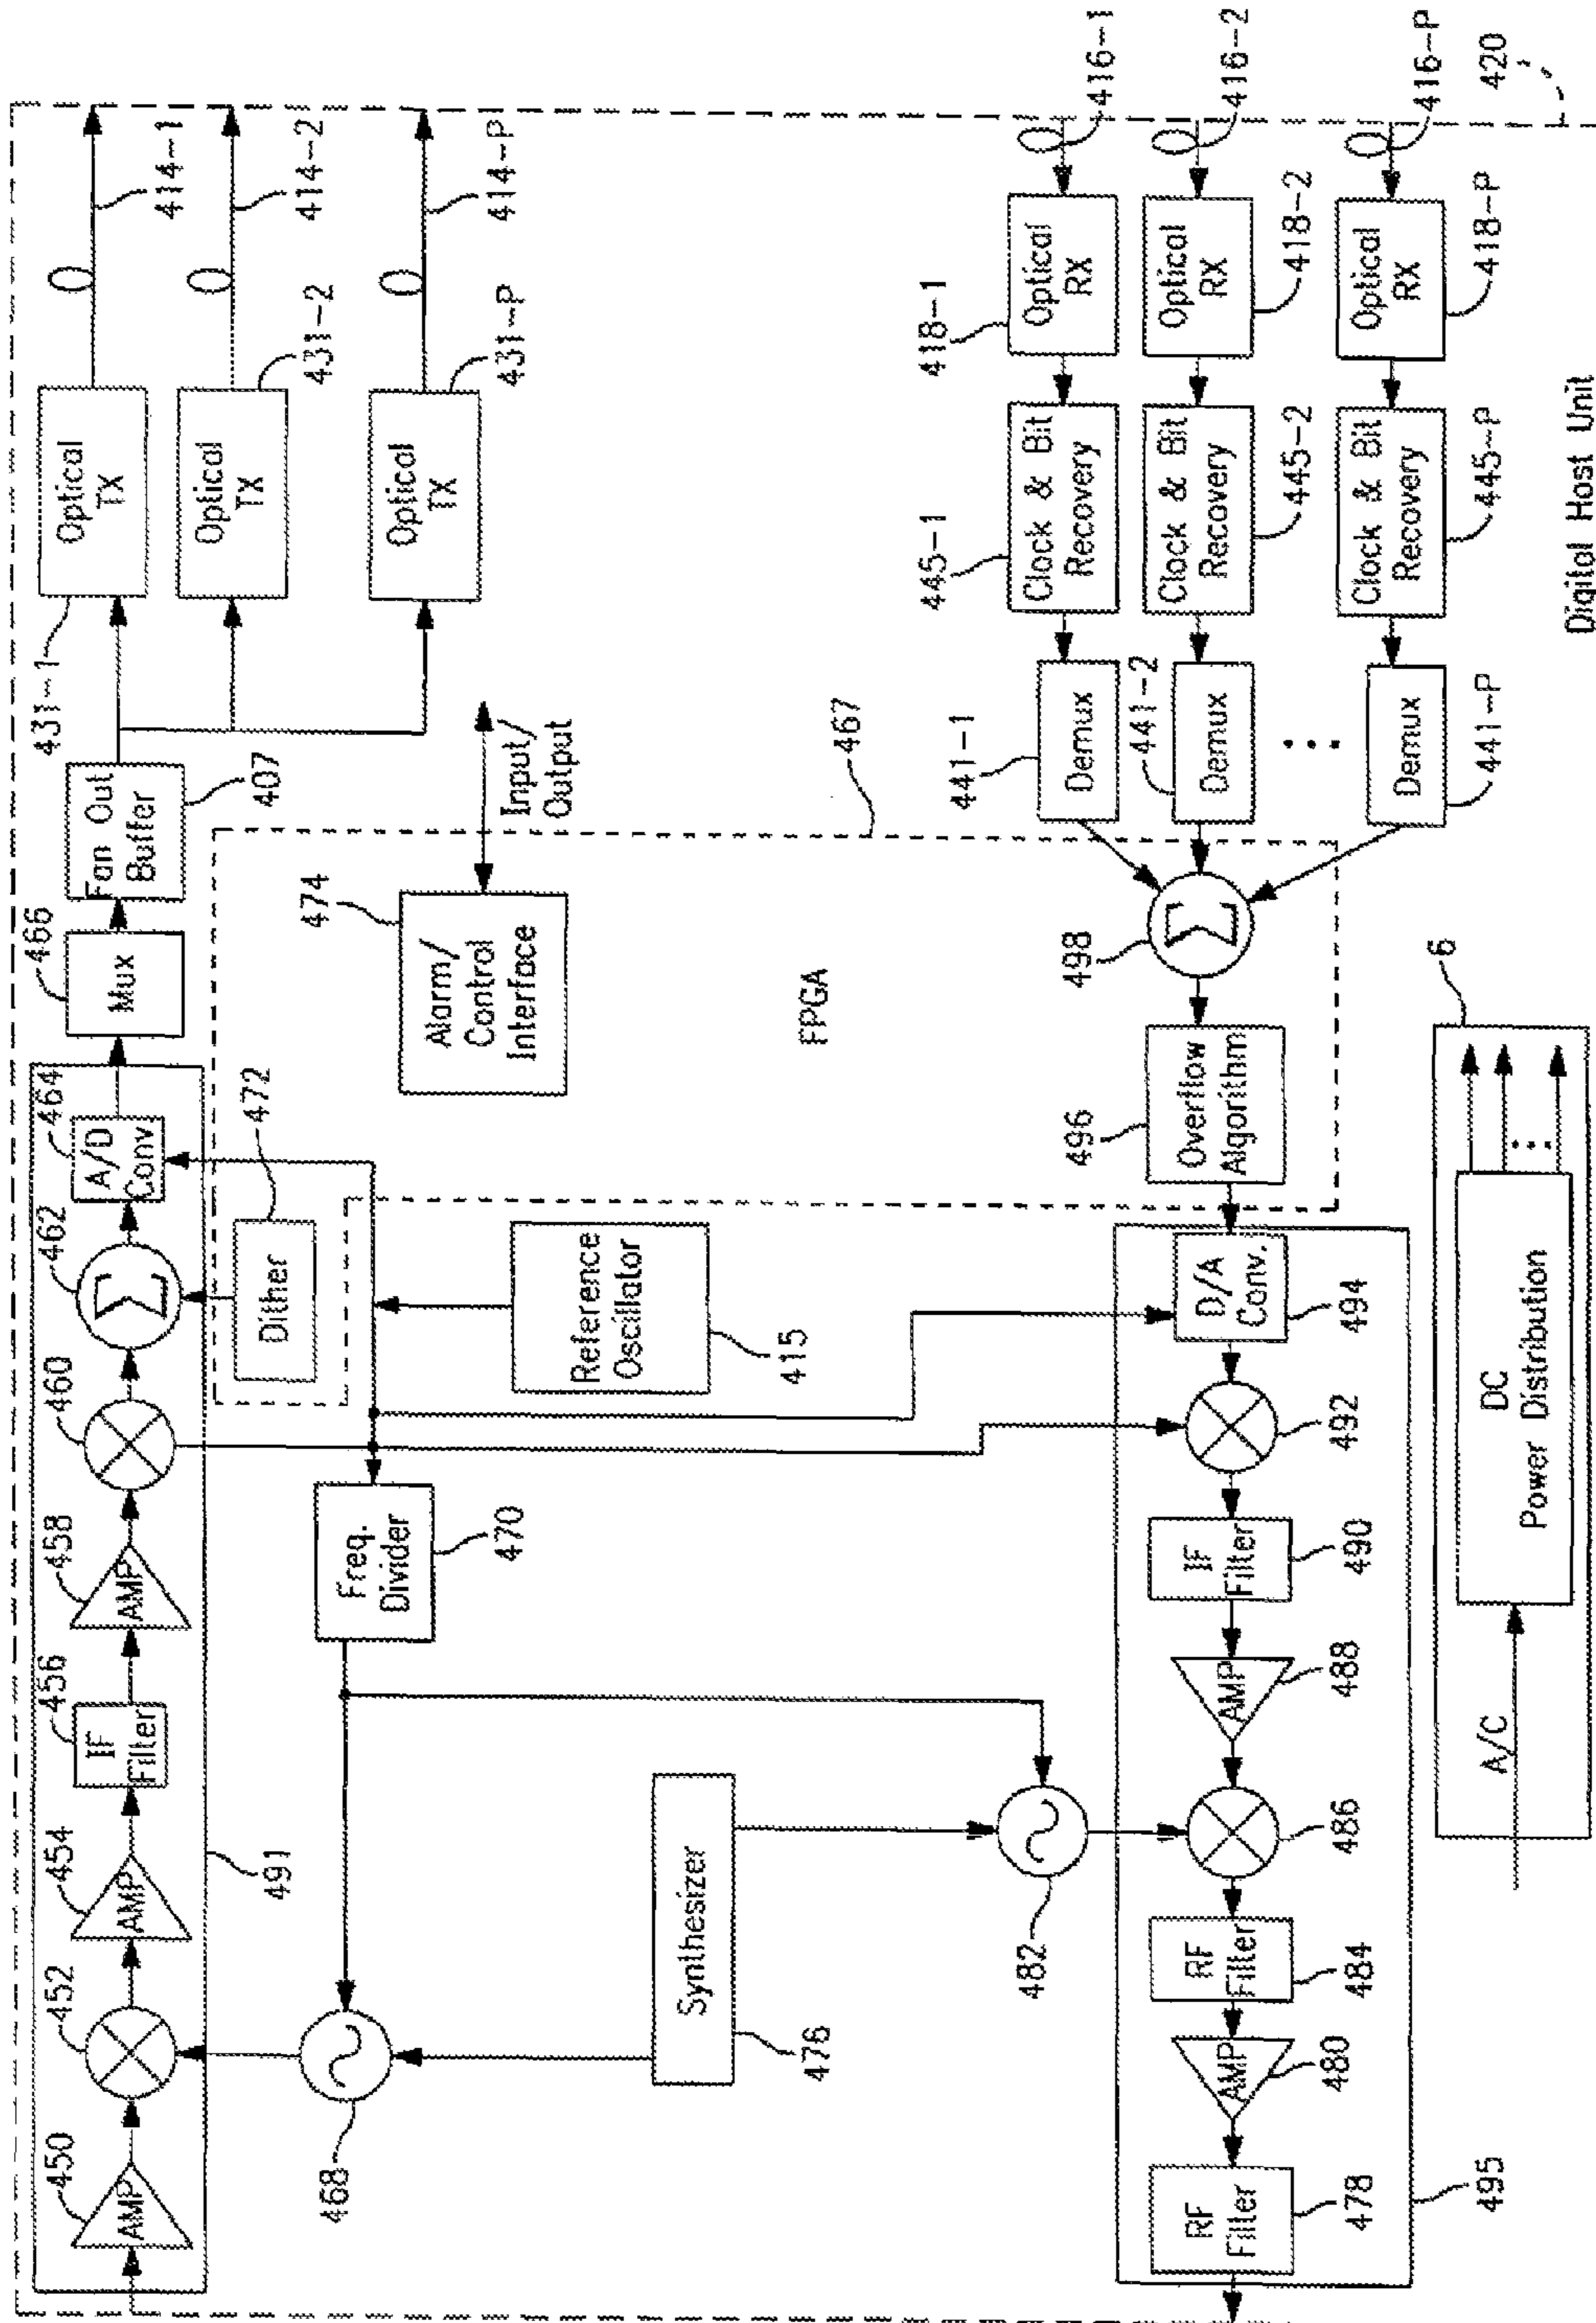 450
AMP
452
454
AMP
456
IF
Filter
458
AMP
460
462
Σ
464
A/D
Conv
466
Mux
Fan Out
Buffer
407
431-1
Optical
TX
414-1
Optical
TX
431-2
414-2
Optical
TX
431-P
414-P
491
472
Dither
474
Alarm/
Control
Interface
Input/
Output
467
FPGA
Freq.
Divider
470
Reference
Oscillator
415
468
Synthesizer
476
482
441-1
Demux
445-1
Clock & Bit
Recovery
418-1
Optical
RX
416-1
441-2
Demux
Clock & Bit
Recovery
445-2
Optical
RX
418-2
416-2
Demux
441-P
Clock & Bit
Recovery
445-P
Optical
RX
418-P
416-P
420
498
Σ
496
Overflow
Algorithm
D/A
Conv.
494
492
IF
Filter
490
AMP
488
486
RF
Filter
484
AMP
480
RF
Filter
478
495
6
A/C
DC
Power Distribution
Digital Host Unit